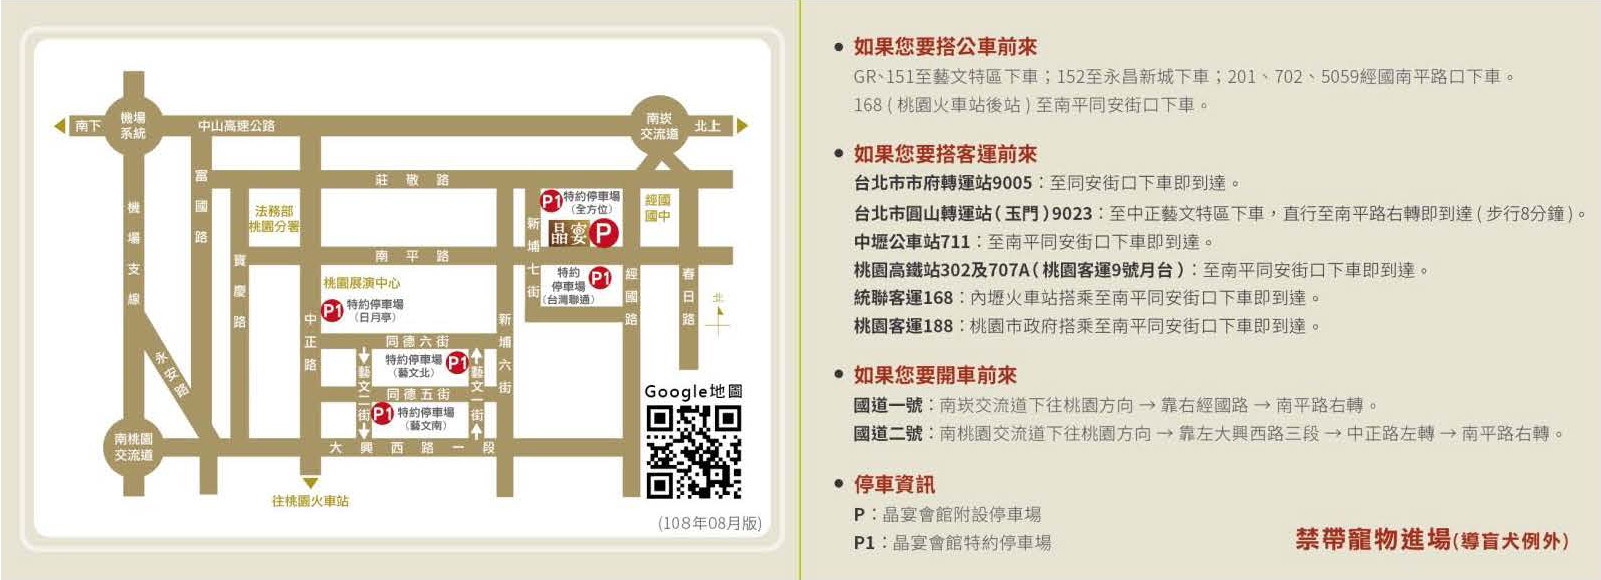 機場
系統
南下
中山高速公路
南崁
交流道
北上
富國路
莊敬路
機場支線
法務部
桃園分署
P1
特約停車場
(全方位)
經國
國中
晶宴 P
新埔七街
南平路
寶慶路
桃園展演中心
P1
特約停車場
(日月亭)
特約
停車場
(台灣聯通)
P1
經國路
春日路
北
中正路
新埔六街
同德六街
永安路
特約停車場
(藝文北)
P1
藝文二街
藝文一街
同德五街
P1
特約停車場
(藝文南)
南桃園
交流道
大興西路一段
往桃園火車站
Google地圖
(108年08月版)
• 如果您要搭公車前來
GR、151至藝文特區下車；152至永昌新城下車；201、702、5059經國南平路口下車。
168 ( 桃園火車站後站 ) 至南平同安街口下車。
• 如果您要搭客運前來
台北市市府轉運站9005：至同安街口下車即到達。
台北市圓山轉運站( 玉門 )9023：至中正藝文特區下車，直行至南平路右轉即到達 ( 步行8分鐘 )。
中壢公車站711：至南平同安街口下車即到達。
桃園高鐵站302及707A( 桃園客運9號月台 )：至南平同安街口下車即到達。
統聯客運168：內壢火車站搭乘至南平同安街口下車即到達。
桃園客運188：桃園市政府搭乘至南平同安街口下車即到達。
• 如果您要開車前來
國道一號：南崁交流道下往桃園方向 → 靠右經國路 → 南平路右轉。
國道二號：南桃園交流道下往桃園方向 → 靠左大興西路三段 → 中正路左轉 → 南平路右轉。
• 停車資訊
P：晶宴會館附設停車場
P1：晶宴會館特約停車場
禁帶寵物進場(導盲犬例外)